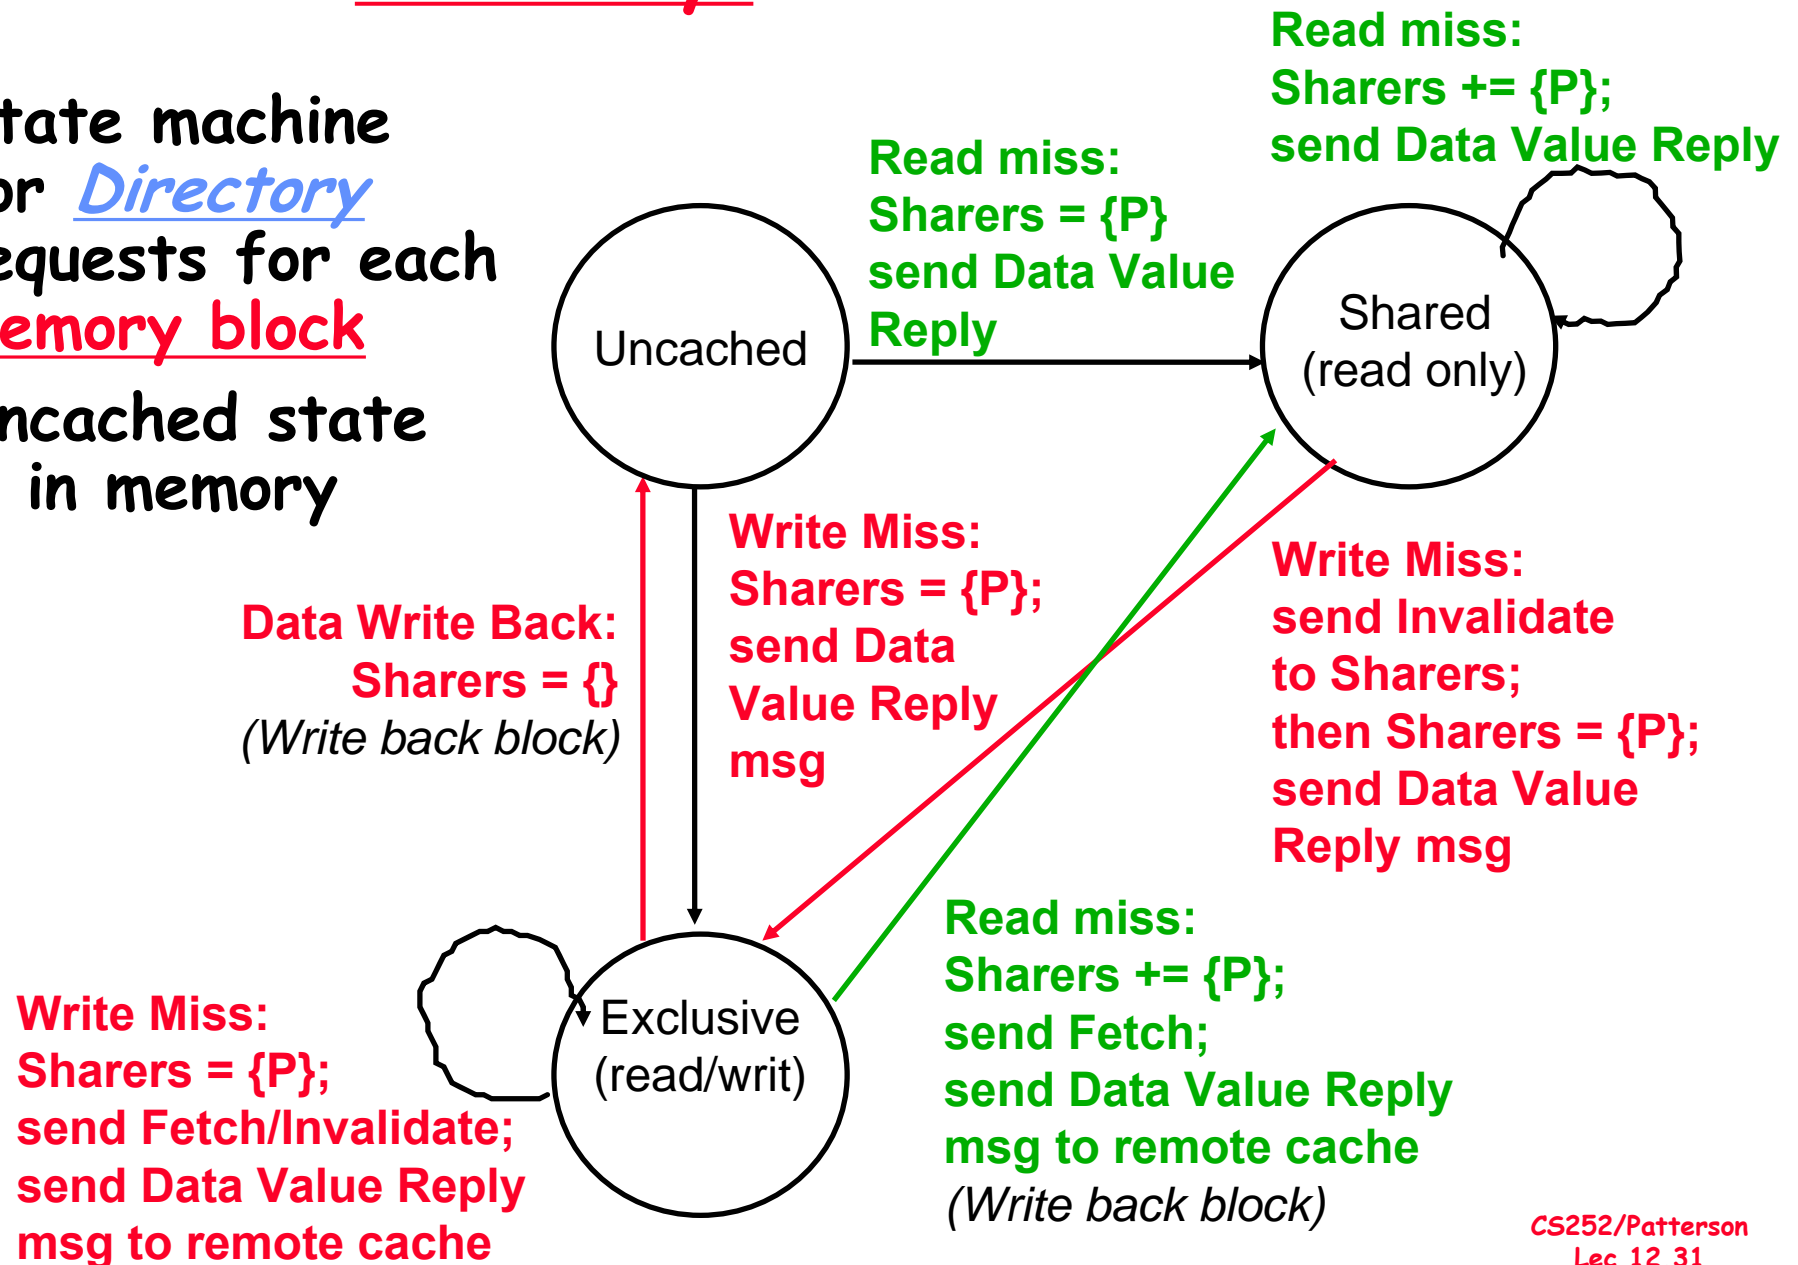 tate machine
or Directory
equests for each
emory block
ncached state
in memory
Read miss:
Sharers += {P};
send Data Value Reply
Read miss:
Sharers = {P}
send Data Value
Reply
Uncached
Shared
(read only)
Data Write Back:
Sharers = {}
(Write back block)
Write Miss:
Sharers = {P};
send Data
Value Reply
msg
Write Miss:
send Invalidate
to Sharers;
then Sharers = {P};
send Data Value
Reply msg
Write Miss:
Sharers = {P};
send Fetch/Invalidate;
send Data Value Reply
msg to remote cache
Exclusive
(read/writ)
Read miss:
Sharers += {P};
send Fetch;
send Data Value Reply
msg to remote cache
(Write back block)
CS252/Patterson
Lec 12 31